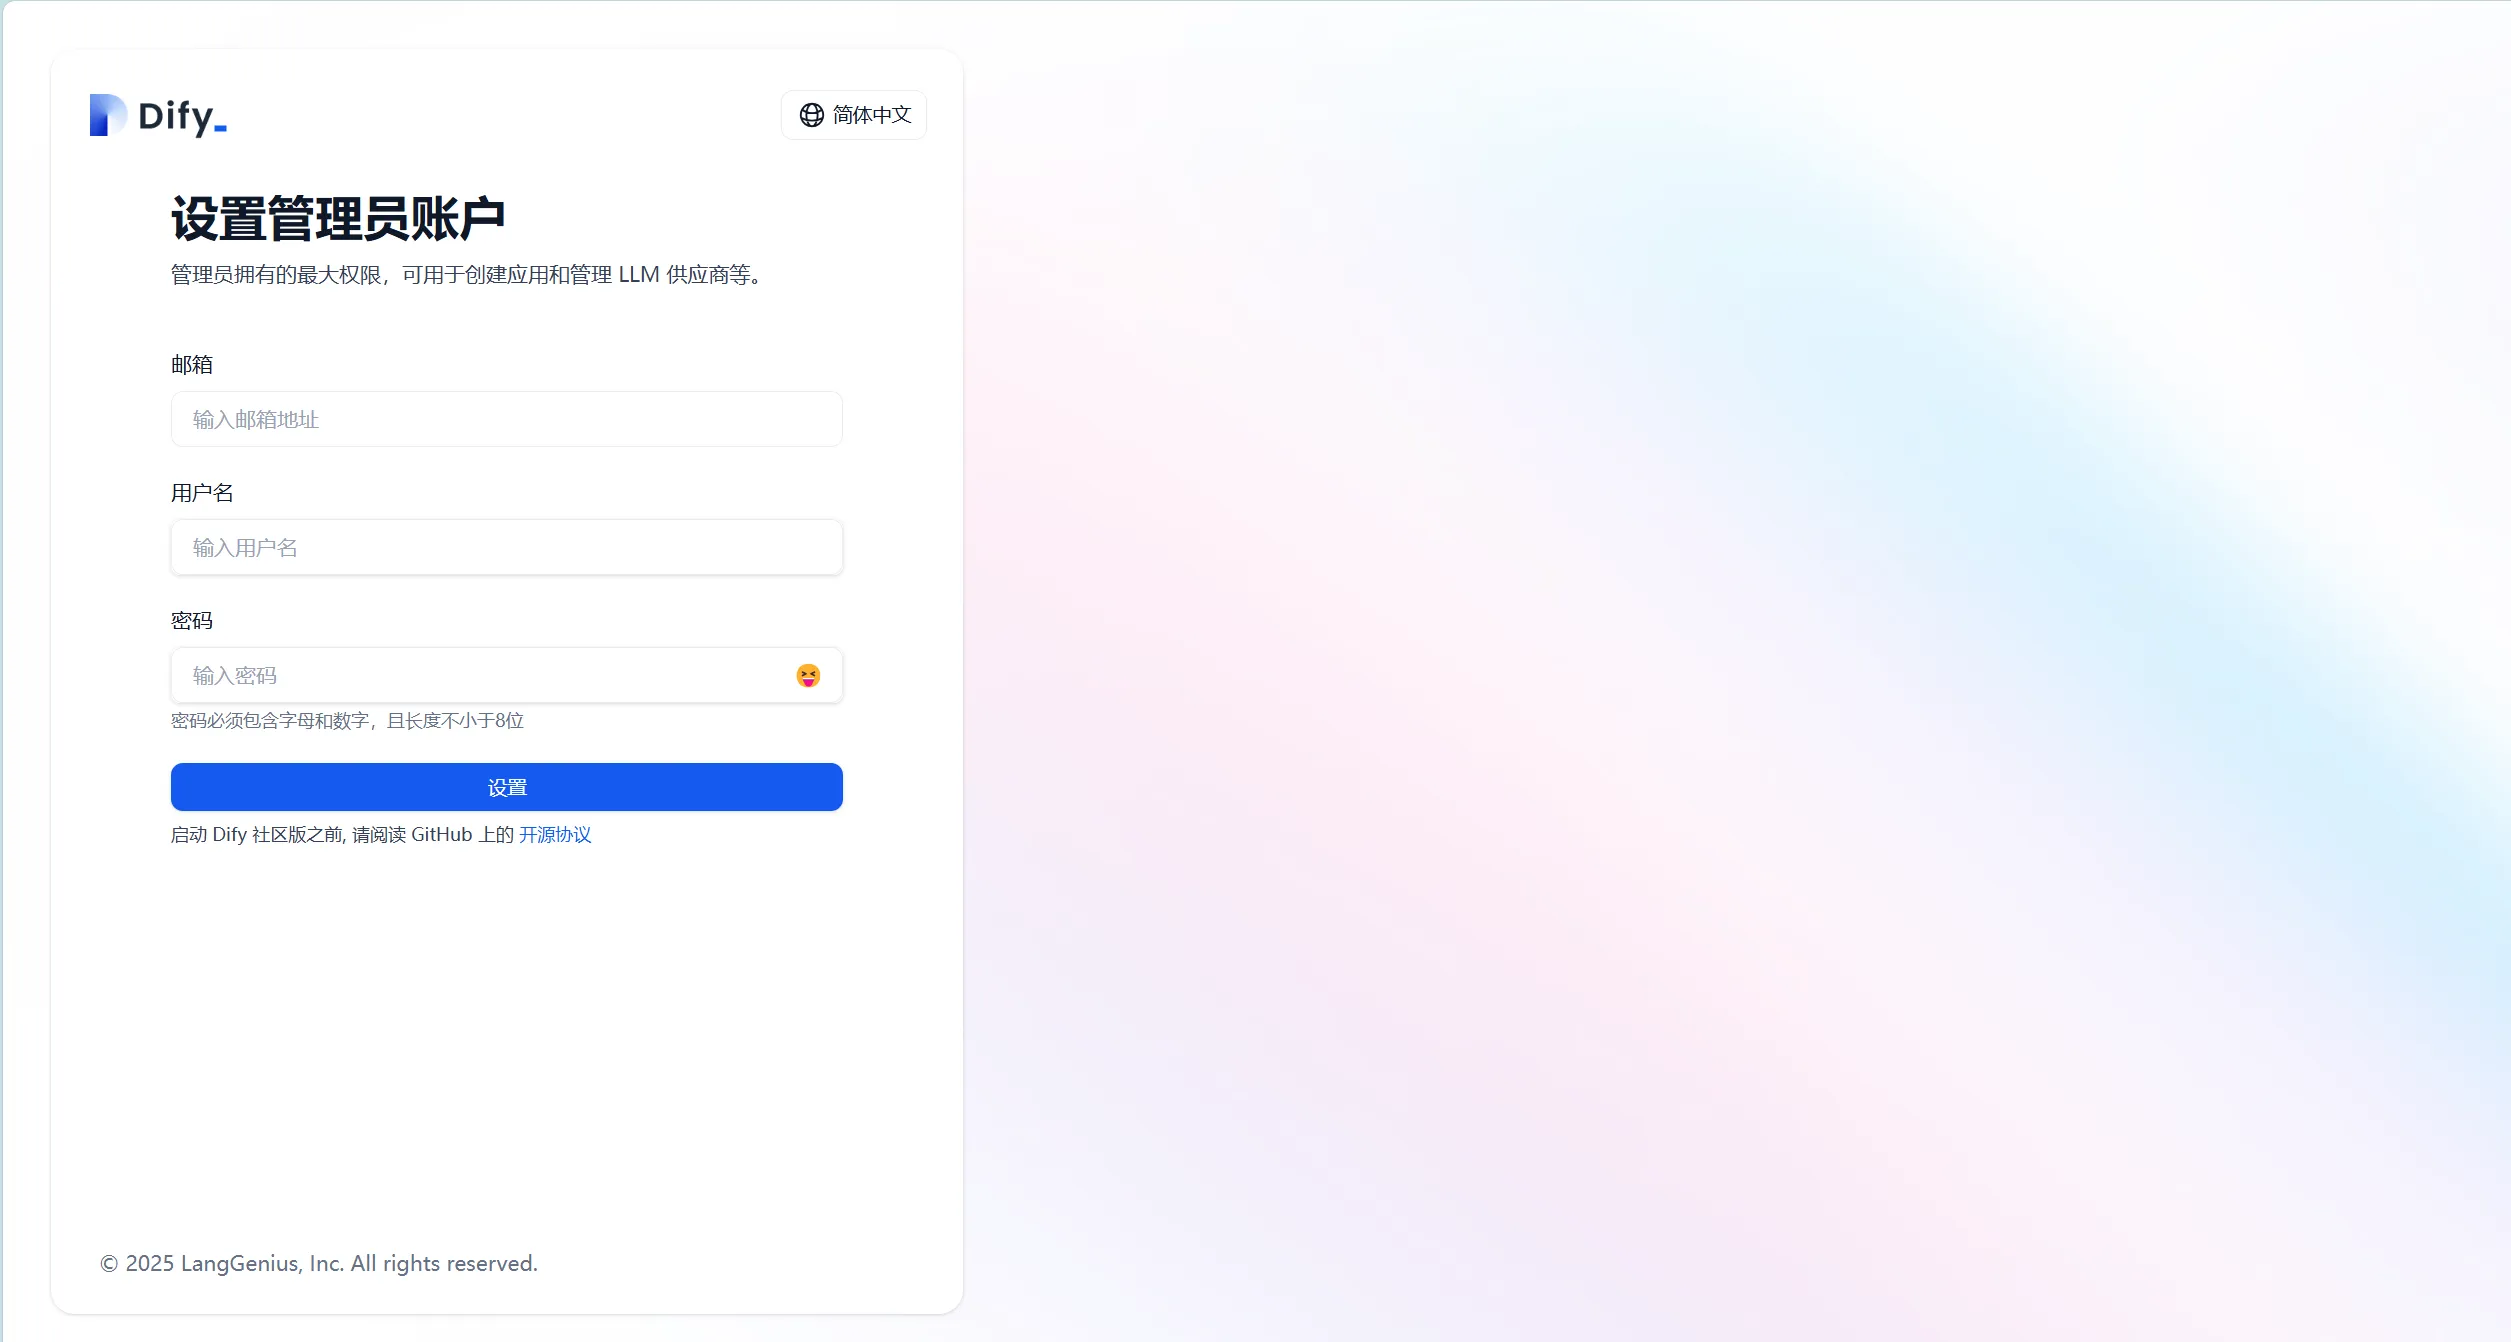 Dify_
简体中文
设置管理员账户
管理员拥有的最大权限，可用于创建应用和管理 LLM 供应商等。
邮箱
输入邮箱地址
用户名
输入用户名
密码
输入密码
密码必须包含字母和数字，且长度不小于8位
设置
启动 Dify 社区版之前, 请阅读 GitHub 上的 开源协议
© 2025 LangGenius, Inc. All rights reserved.